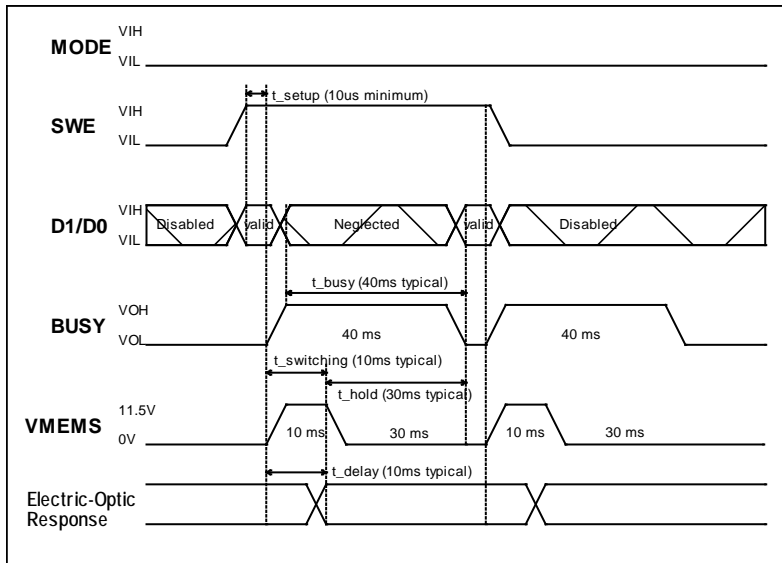 VIH
MODE
VIL
t_setup (10us minimum)
VIH
SWE
VIL
VIH
D1/D0
VIL
Disabled valid Neglected valid Disabled
t_busy (40ms typical)
VOH
BUSY
VOL
40 ms 40 ms
t_switching (10ms typical)
t_hold (30ms typical)
11.5V
VMEMS
0V
10 ms 30 ms 10 ms 30 ms
t_delay (10ms typical)
Electric-Optic
Response